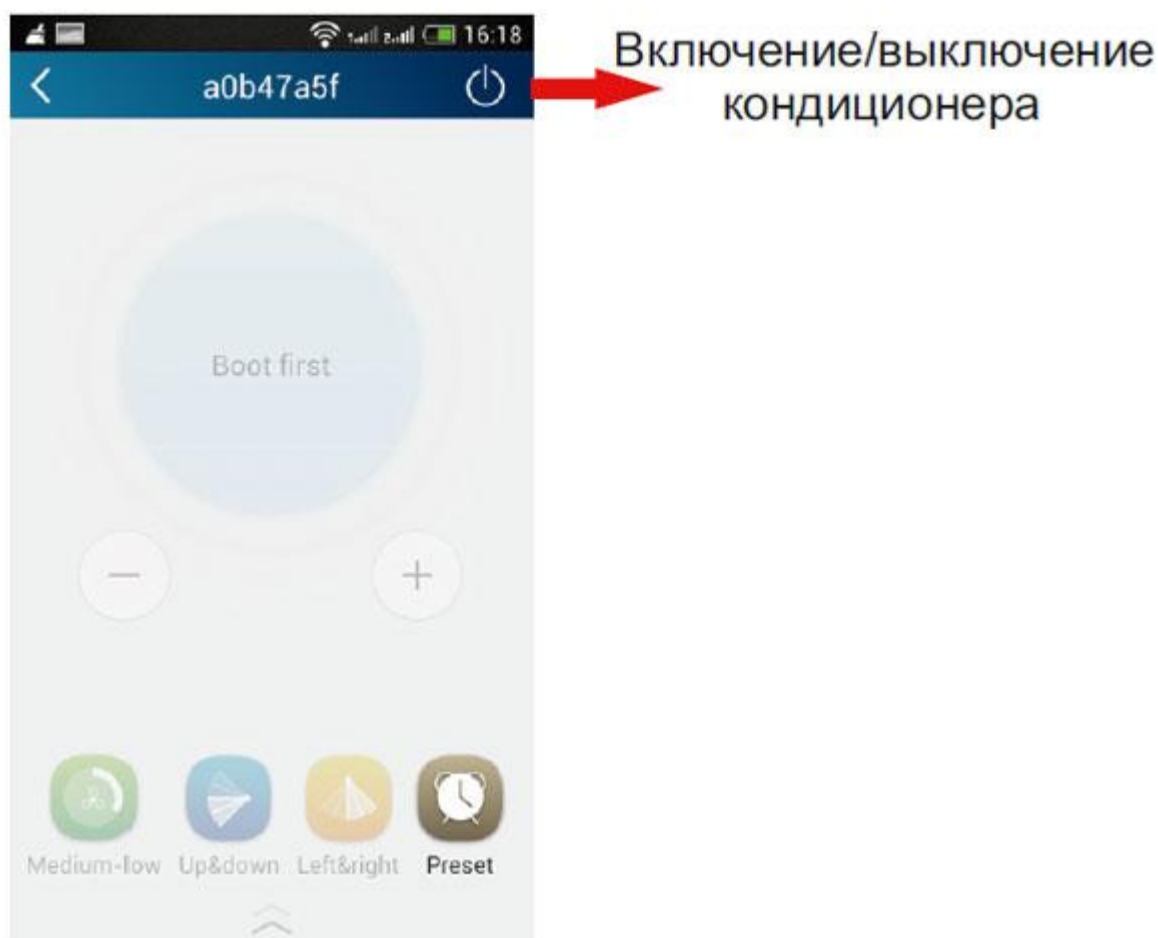 16:18
a0b47a5f
Включение/выключение
кондиционера
Boot first
Medium-low Up&down Left&right Preset